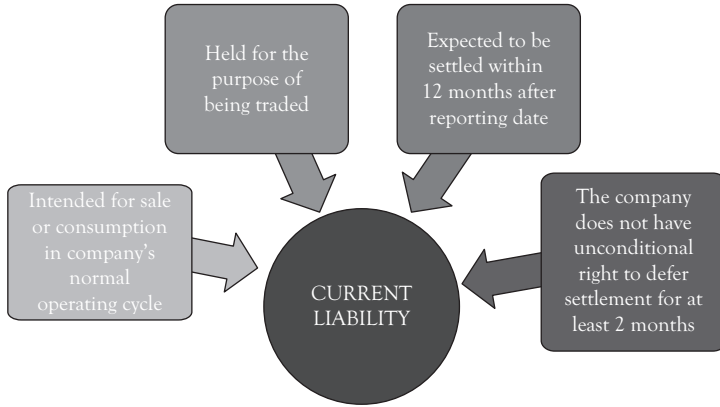 Held for the
purpose of
being traded
Expected to be
settled within
12 months after
reporting date
Intended for sale
or consumption
in company's
normal
operating cycle
The company
does not have
unconditional
right to defer
settlement for at
least 2 months
CURRENT
LIABILITY